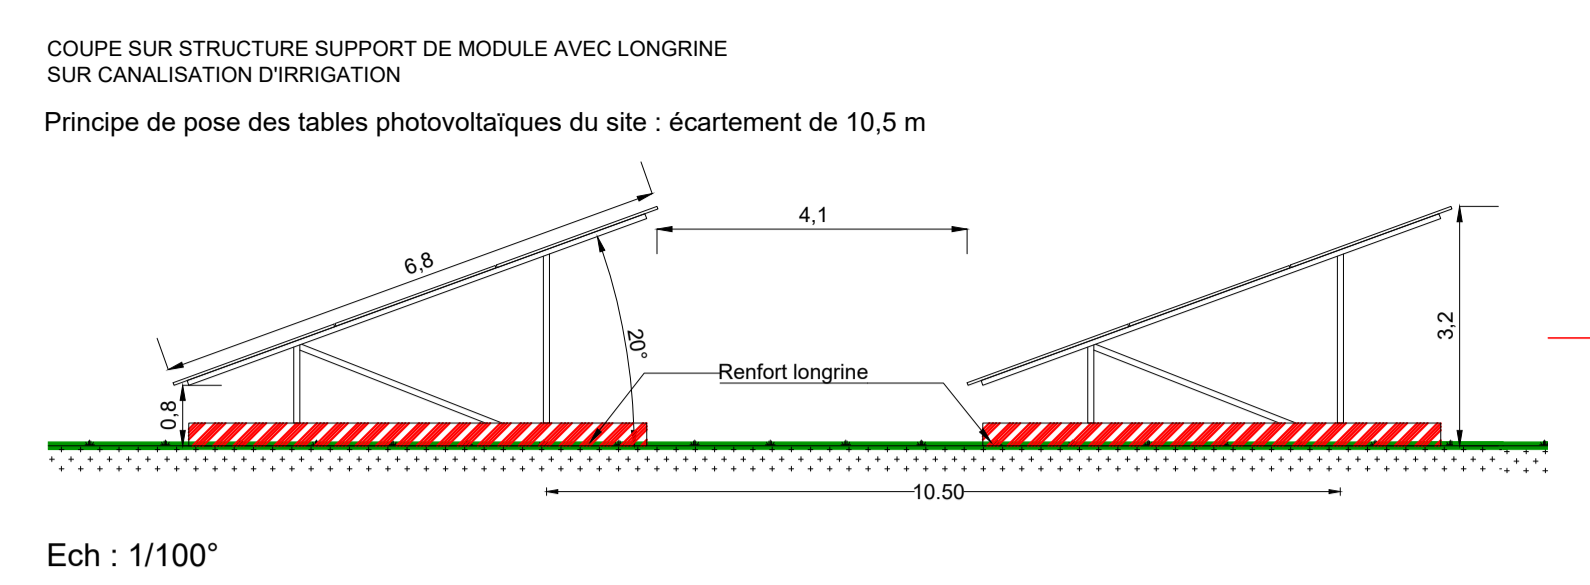 COUPE SUR STRUCTURE SUPPORT DE MODULE AVEC LONGRINE
SUR CANALISATION D'IRRIGATION
Principe de pose des tables photovoltaïques du site : écartement de 10,5 m
4,1
6,8
20°
3,2
Renfort longrine
0,8
10.50
Ech : 1/100°